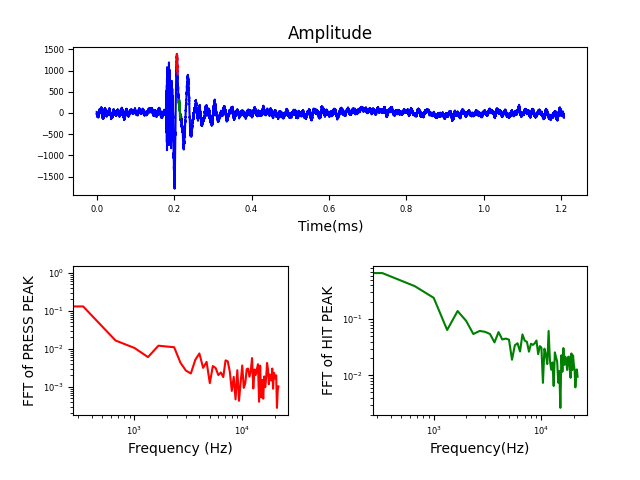 Amplitude
1500
1000
500
0
−500
−1000
−1500
0.0 0.2 0.4 0.6 0.8 1.0 1.2
Time(ms)
FFT of PRESS PEAK
10⁰
10⁻¹
10⁻²
10⁻³
10³ 10⁴
Frequency (Hz)
FFT of HIT PEAK
10⁻¹
10⁻²
10³ 10⁴
Frequency(Hz)